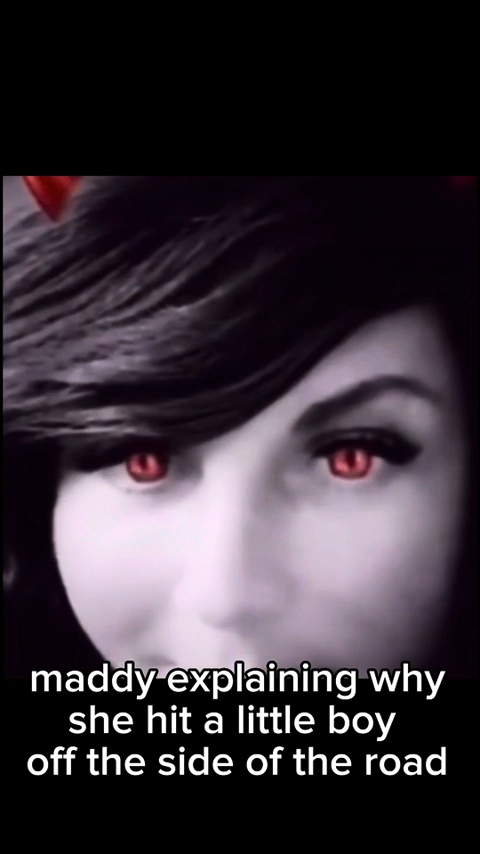 maddy explaining why
she hit a little boy
off the side of the road